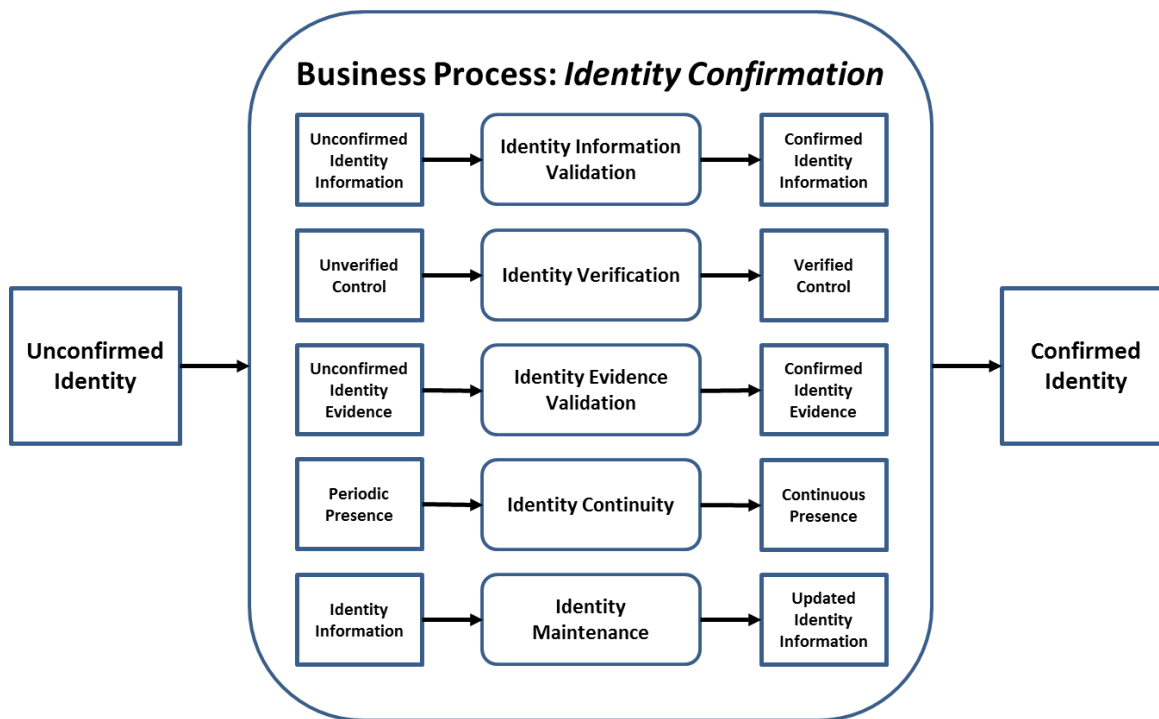 Business Process: Identity Confirmation
Unconfirmed
Identity
Unconfirmed
Identity
Information
Identity Information
Validation
Confirmed
Identity
Information
Unverified
Control
Identity Verification
Verified
Control
Unconfirmed
Identity
Evidence
Identity Evidence
Validation
Confirmed
Identity
Evidence
Periodic
Presence
Identity Continuity
Continuous
Presence
Identity
Information
Identity
Maintenance
Updated
Identity
Information
Confirmed
Identity